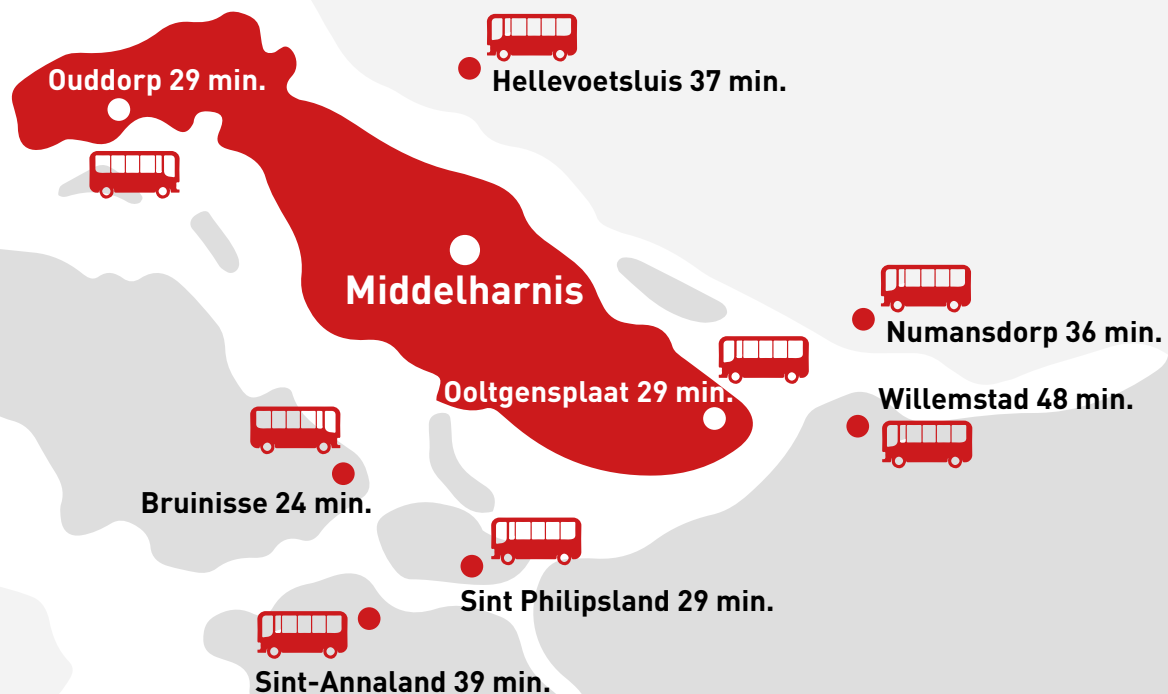 Ouddorp 29 min.
Hellevoetsluis 37 min.
Middelharnis
Numansdorp 36 min.
Ooltgensplaat 29 min.
Willemstad 48 min.
Bruinisse 24 min.
Sint Philipsland 29 min.
Sint-Annaland 39 min.